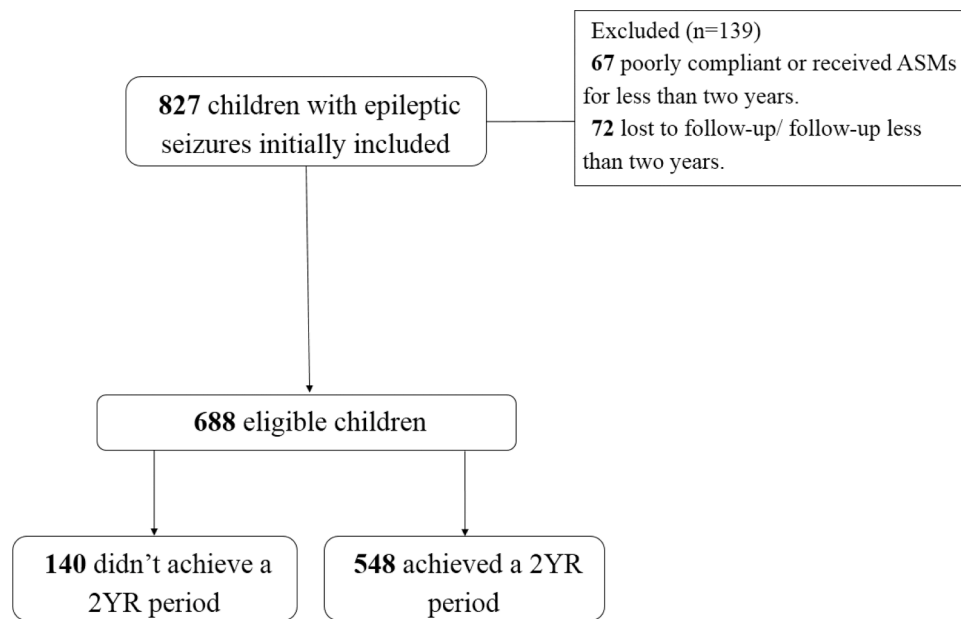 827 children with epileptic
seizures initially included
Excluded (n=139)
67 poorly compliant or received ASMs
for less than two years.
72 lost to follow-up/ follow-up less
than two years.
688 eligible children
140 didn’t achieve a
2YR period
548 achieved a 2YR
period